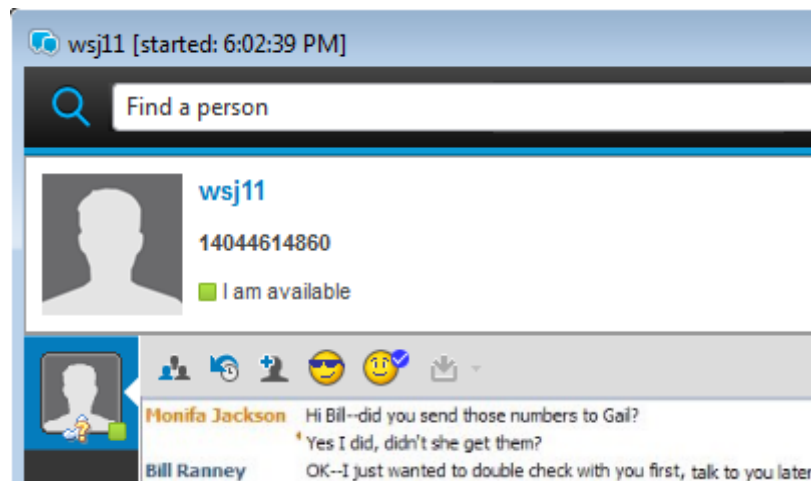 wsj11 [started: 6:02:39 PM]
Find a person
wsj11
14044614860
I am available
Monifa Jackson Hi Bill--did you send those numbers to Gail?
Yes I did, didn't she get them?
Bill Ranney OK--I just wanted to double check with you first, talk to you later